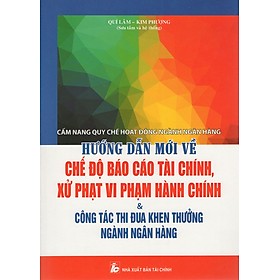 QUÍ LÂM – KIM PHƯỢNG
(Sưu tầm và hệ thống)
CẨM NANG QUY CHẾ HOẠT ĐỘNG NGÀNH NGÂN HÀNG
HƯỚNG DẪN MỚI VỀ
CHẾ ĐỘ BÁO CÁO TÀI CHÍNH,
XỬ PHẠT VI PHẠM HÀNH CHÍNH
&
CÔNG TÁC THI ĐUA KHEN THƯỞNG
NGÀNH NGÂN HÀNG
NHÀ XUẤT BẢN TÀI CHÍNH